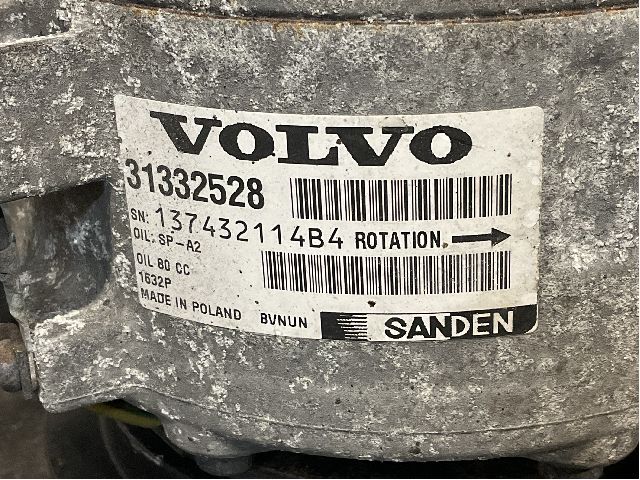 VOLVO
31332528
SN: 137432114B4 ROTATION →
OIL: SP-A2
OIL 80 CC
1632P
MADE IN POLAND BVNUN SANDEN